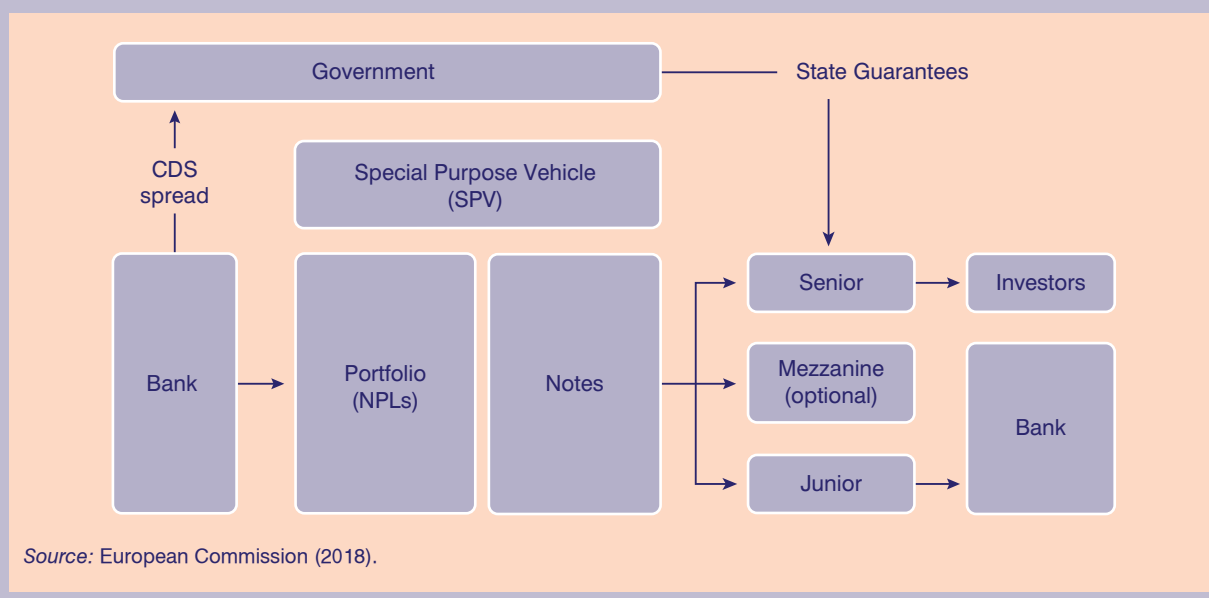 Government
State Guarantees
CDS
spread
Special Purpose Vehicle
(SPV)
Bank
Portfolio
(NPLs)
Notes
Senior
Investors
Mezzanine
(optional)
Bank
Junior
Source: European Commission (2018).